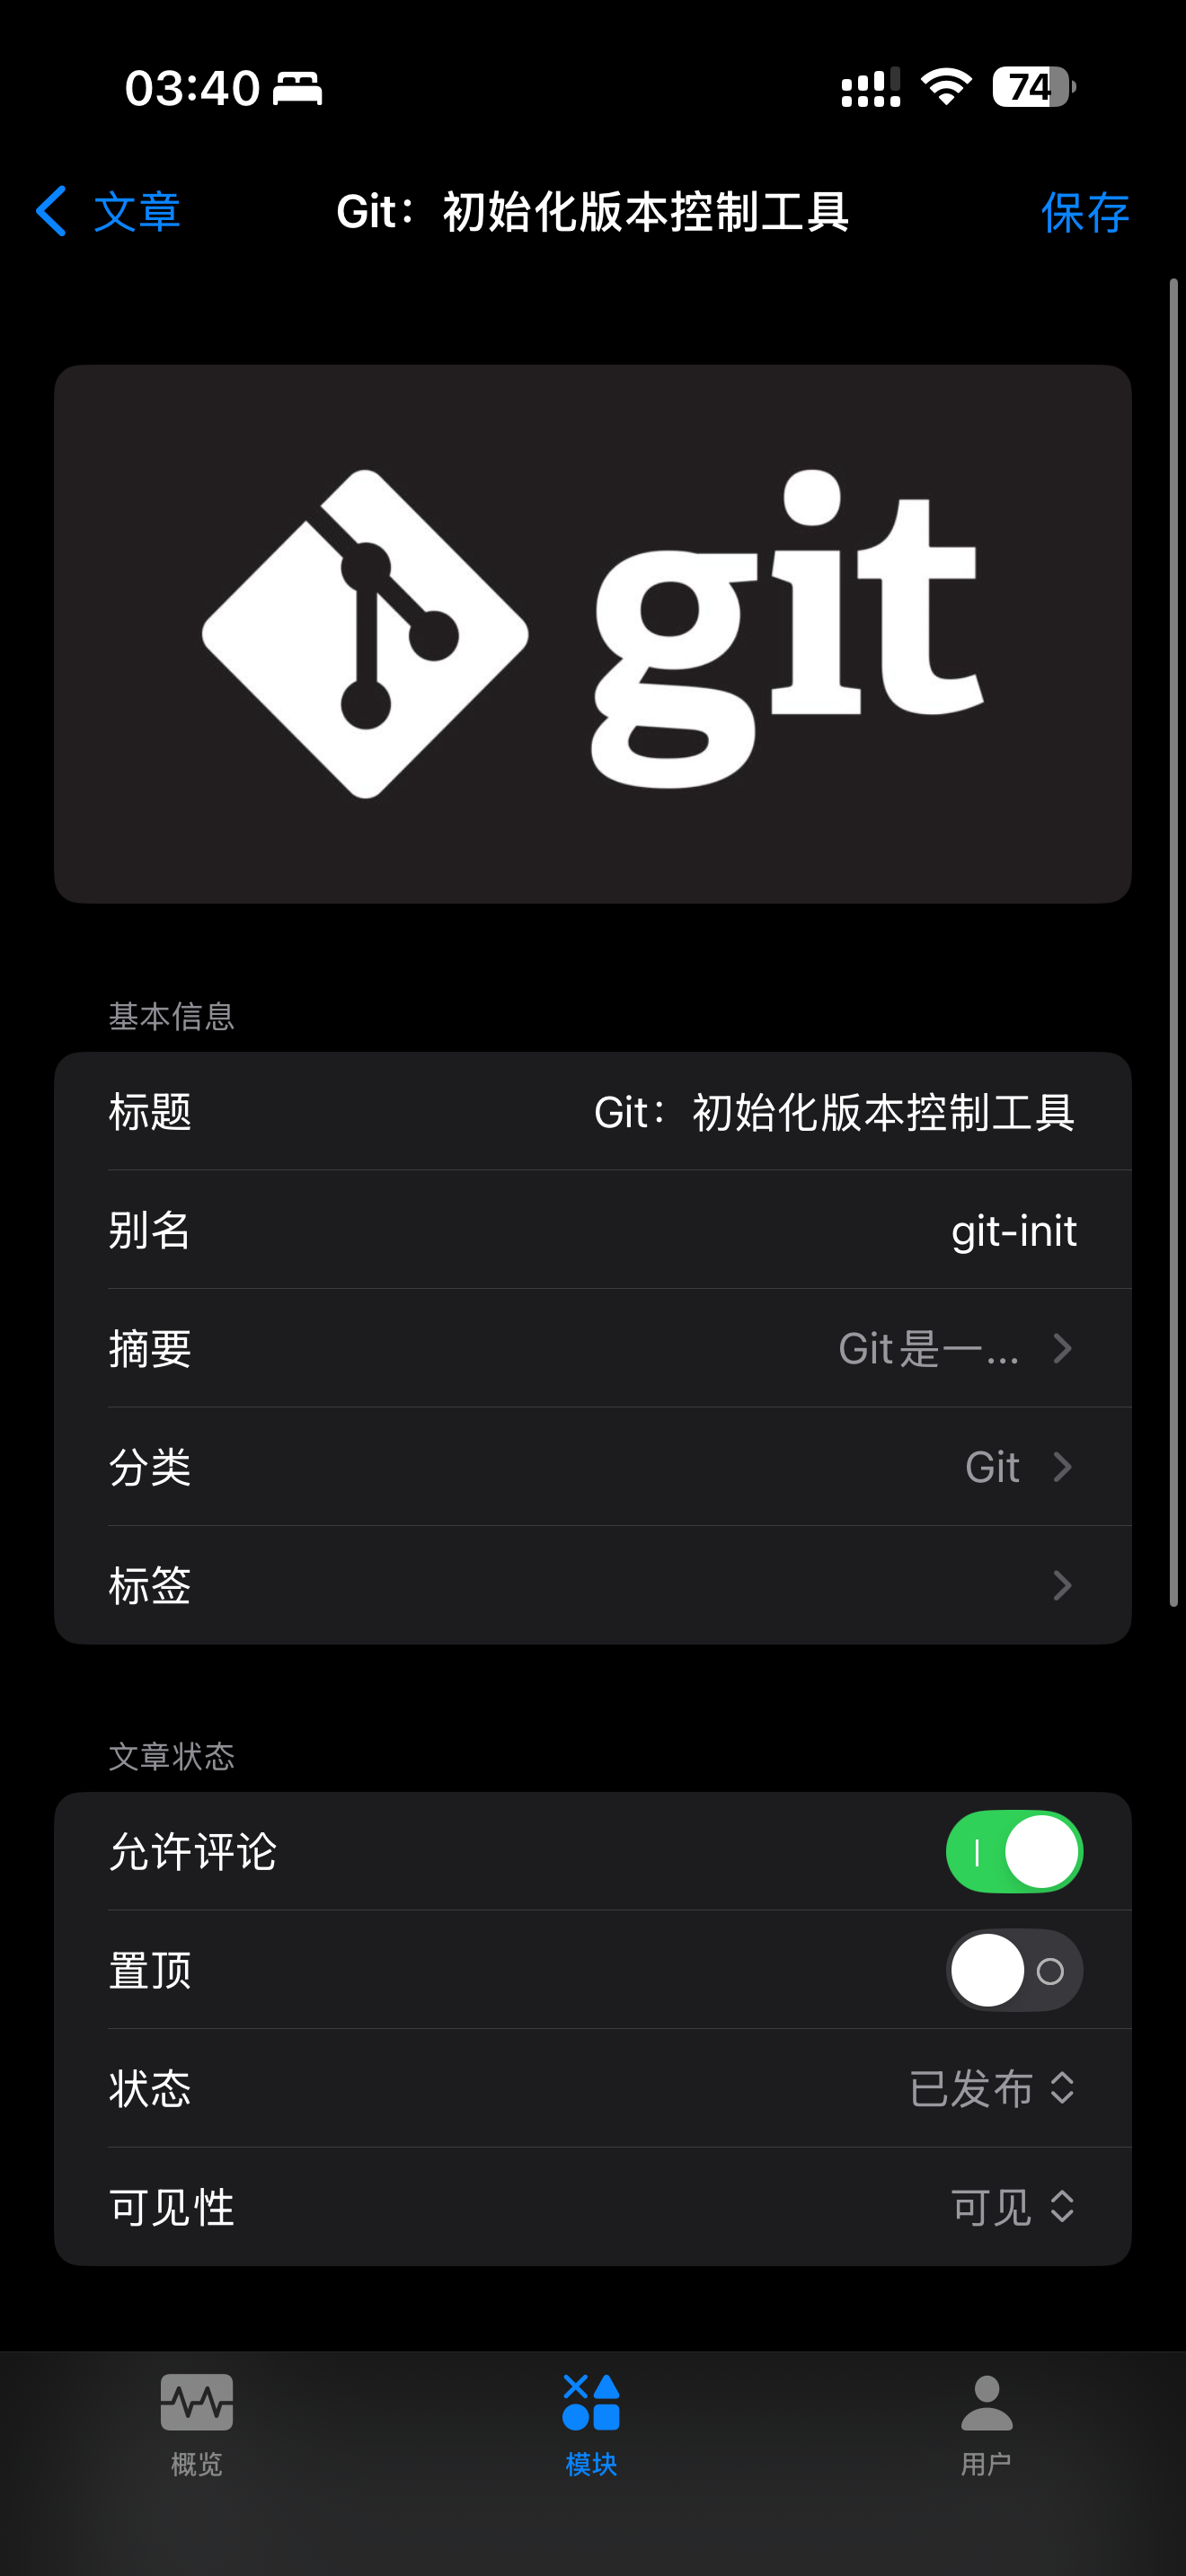 03:40
74
文章
Git：初始化版本控制工具
保存
git
基本信息
标题 Git：初始化版本控制工具
别名 git-init
摘要 Git是一...
分类 Git
标签
文章状态
允许评论
置顶
状态 已发布
可见性 可见
概览
模块
用户